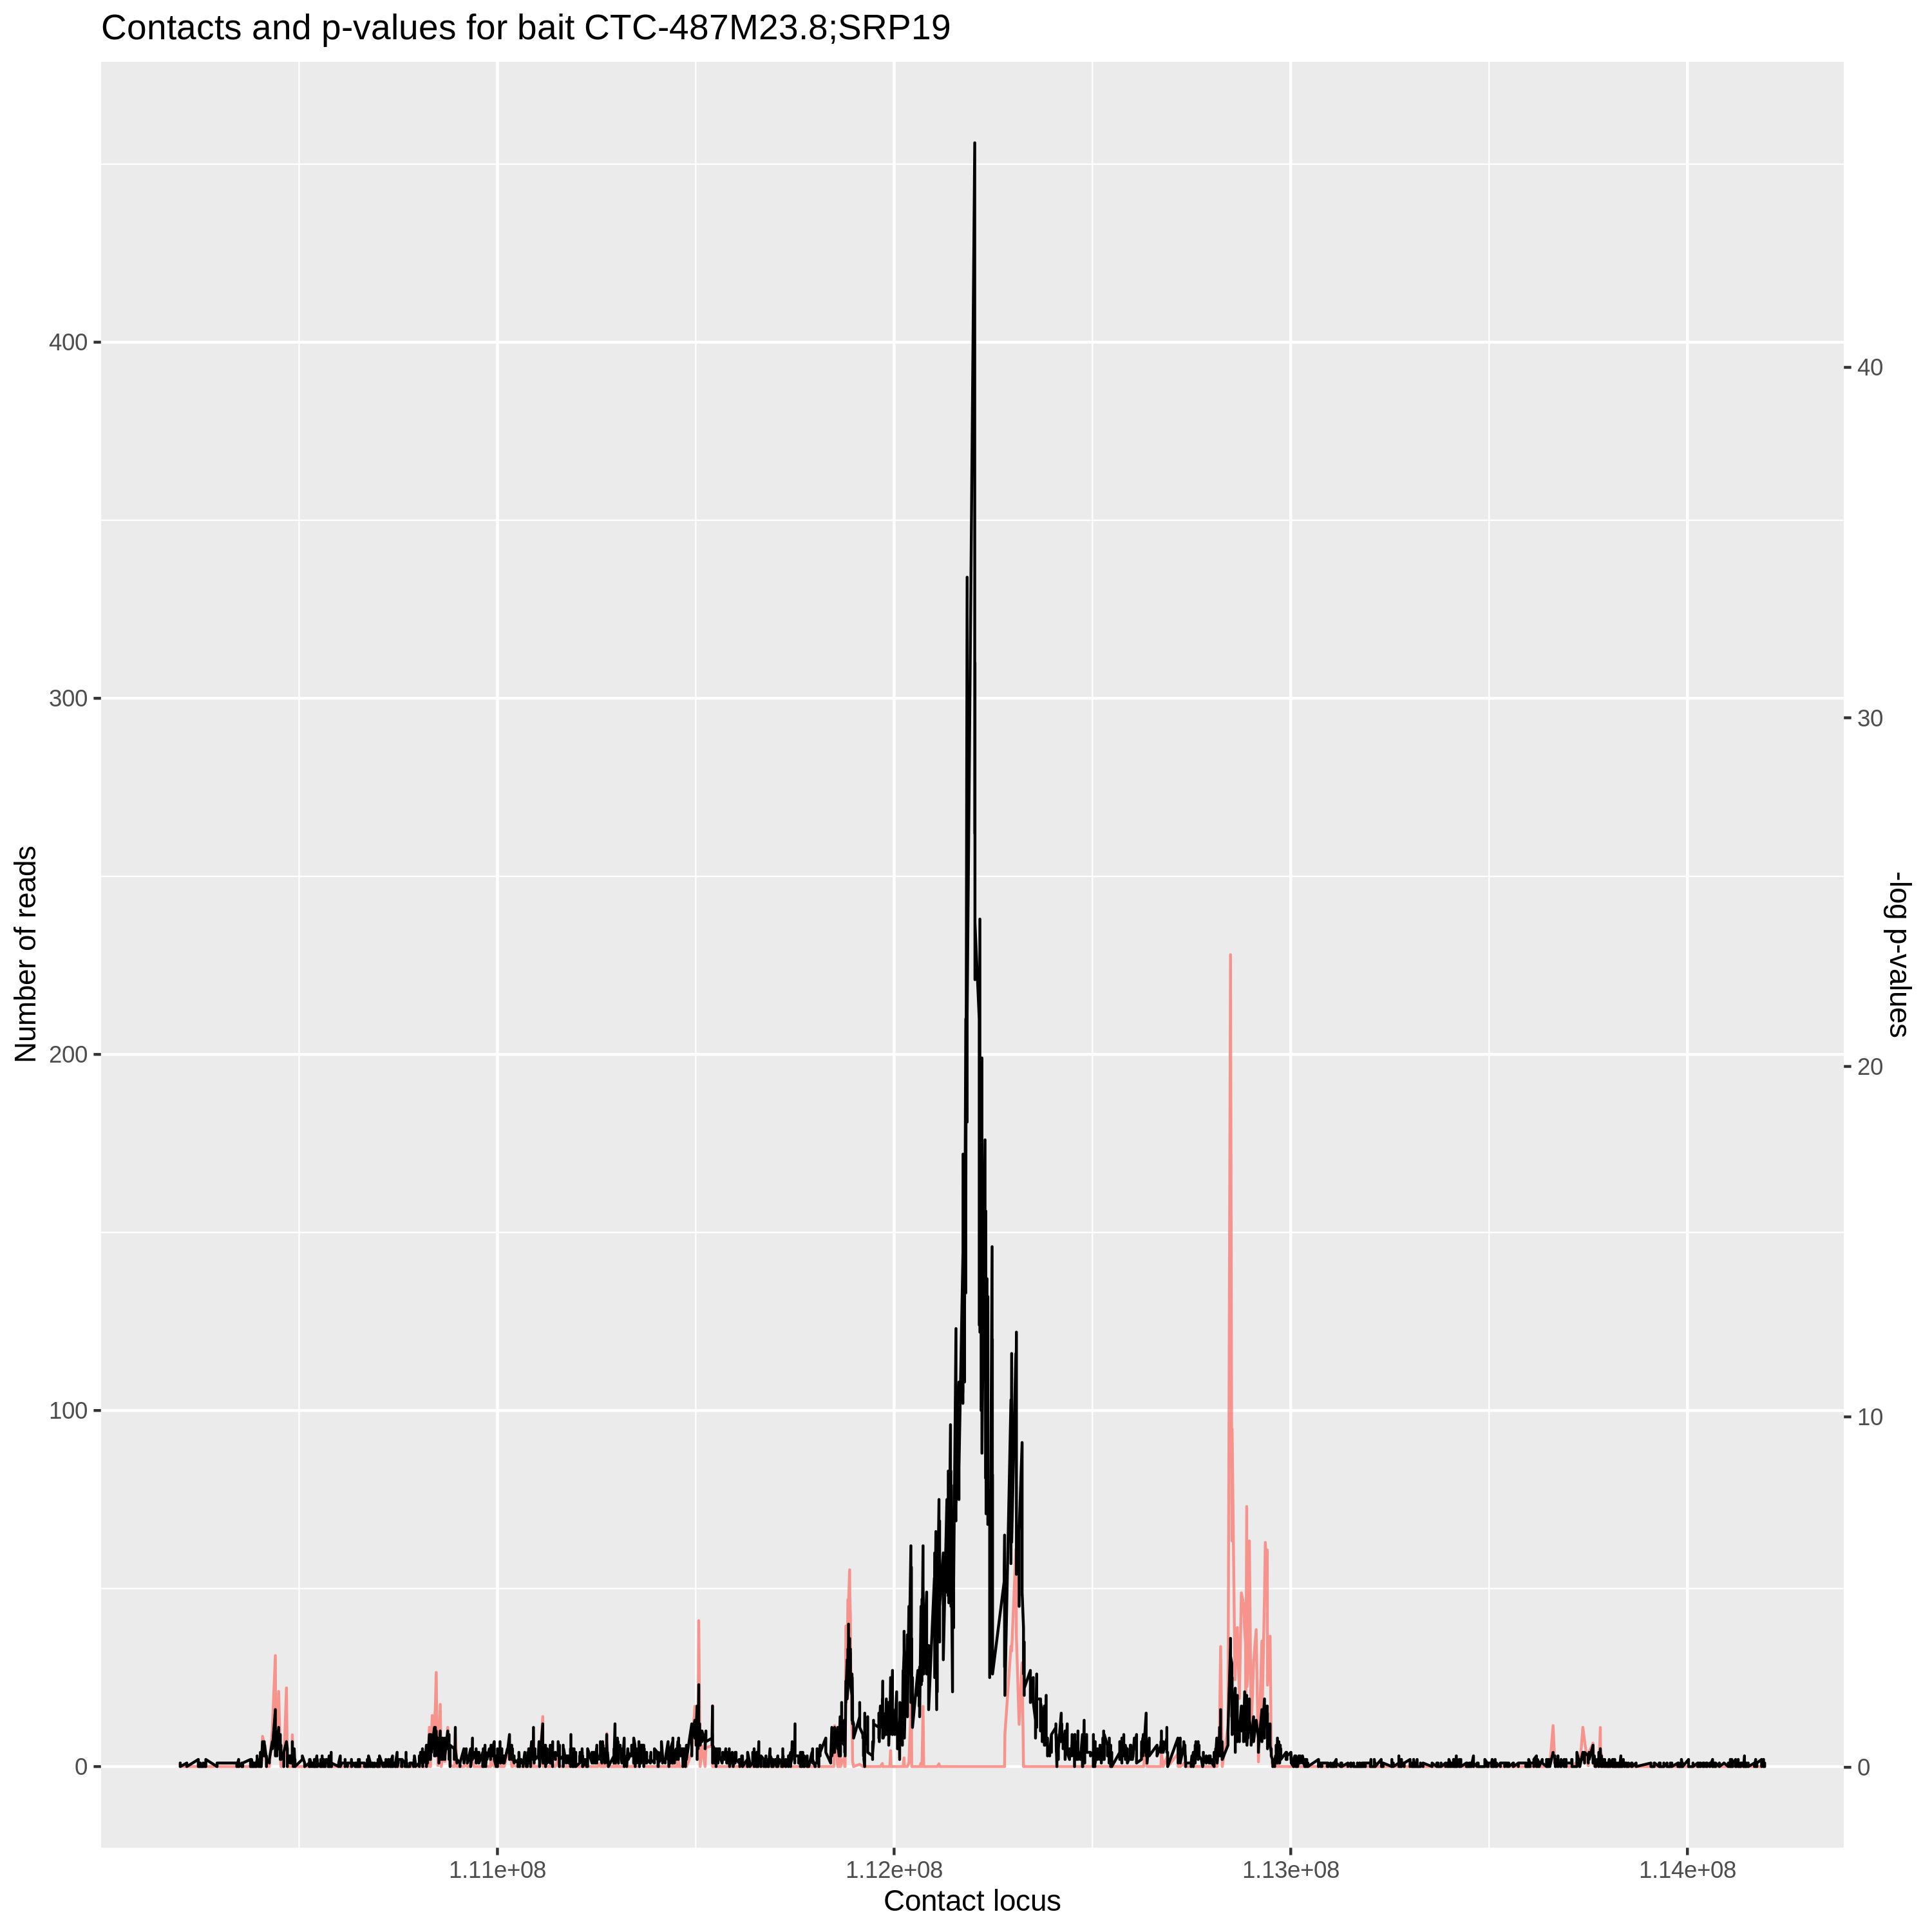 Contacts and p-values for bait CTC-487M23.8;SRP19
Number of reads
400
300
200
100
0
40
30
20
10
0
-log p-values
1.11e+08 1.12e+08 1.13e+08 1.14e+08
Contact locus